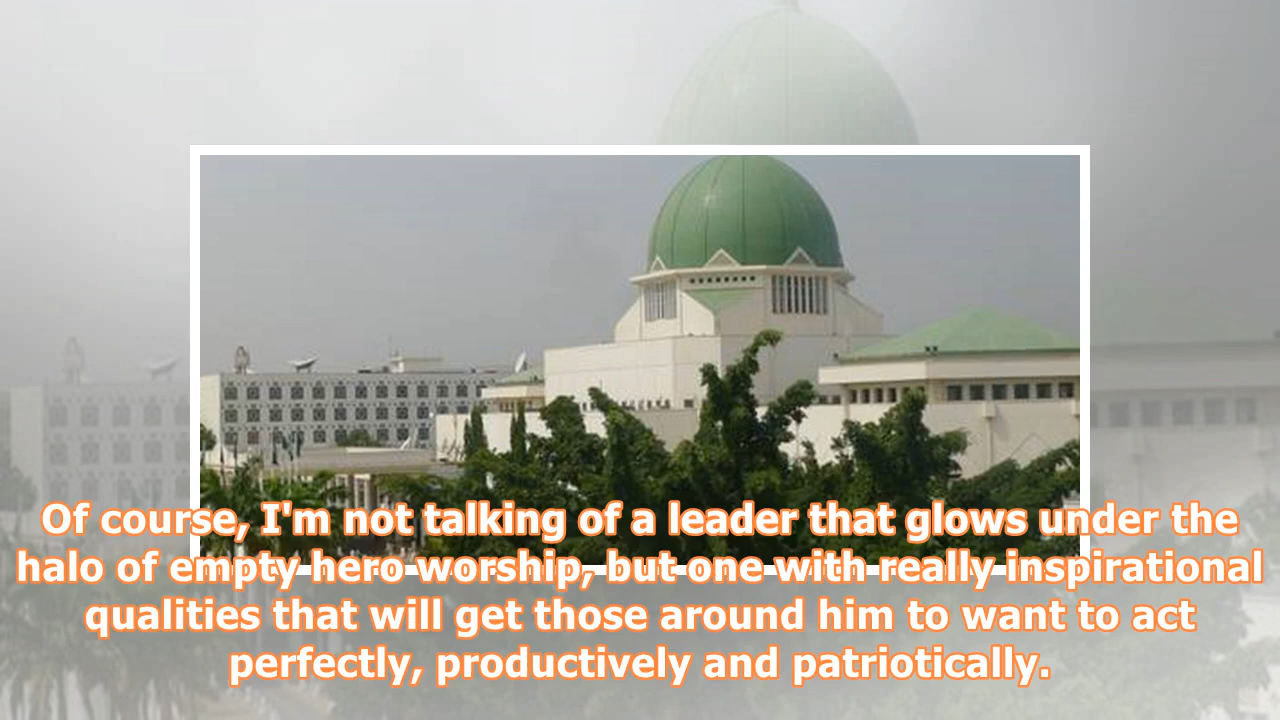 Of course, I'm not talking of a leader that glows under the
halo of empty hero worship, but one with really inspirational
qualities that will get those around him to want to act
perfectly, productively and patriotically.